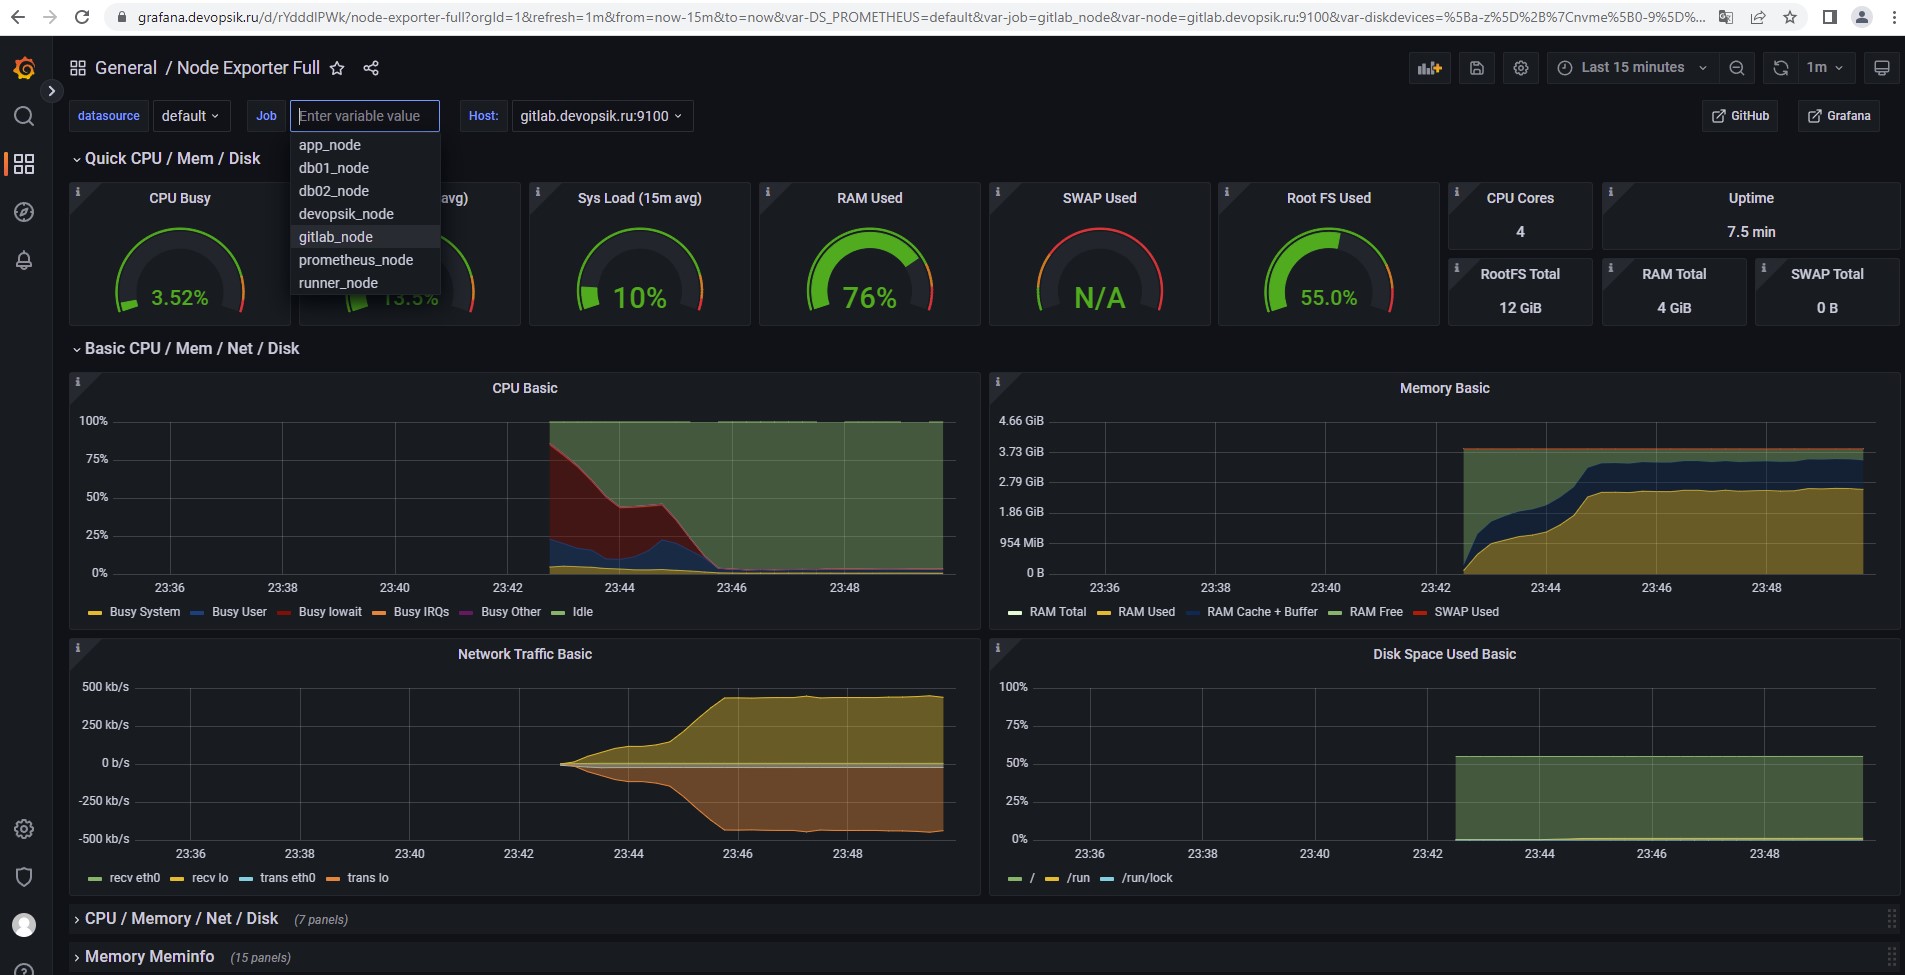 grafana.devopsik.ru/d/rYdddlPWk/node-exporter-full?orgId=1&refresh=1m&from=now-15m&to=now&var-DS_PROMETHEUS=default&var-job=gitlab_node&var-node=gitlab.devopsik.ru:9100&var-diskdevices=%5Ba-z%5D%2B%7Cnvme%5B0-9%5D%...
General / Node Exporter Full
Last 15 minutes
1m
datasource default Job Enter variable value Host: gitlab.devopsik.ru:9100 GitHub Grafana
app_node
db01_node
db02_node
devopsik_node
gitlab_node
prometheus_node
runner_node
Quick CPU / Mem / Disk
CPU Busy
3.52%
avg)
13.5%
Sys Load (15m avg)
10%
RAM Used
76%
SWAP Used
N/A
Root FS Used
55.0%
CPU Cores
4
Uptime
7.5 min
RootFS Total
12 GiB
RAM Total
4 GiB
SWAP Total
0 B
Basic CPU / Mem / Net / Disk
CPU Basic
100%
75%
50%
25%
0%
23:36 23:38 23:40 23:42 23:44 23:46 23:48
Busy System Busy User Busy Iowait Busy IRQs Busy Other Idle
Memory Basic
4.66 GiB
3.73 GiB
2.79 GiB
1.86 GiB
954 MiB
0 B
23:36 23:38 23:40 23:42 23:44 23:46 23:48
RAM Total RAM Used RAM Cache + Buffer RAM Free SWAP Used
Network Traffic Basic
500 kb/s
250 kb/s
0 b/s
-250 kb/s
-500 kb/s
23:36 23:38 23:40 23:42 23:44 23:46 23:48
recv eth0 recv lo trans eth0 trans lo
Disk Space Used Basic
100%
75%
50%
25%
0%
23:36 23:38 23:40 23:42 23:44 23:46 23:48
/ /run /run/lock
CPU / Memory / Net / Disk (7 panels)
Memory Meminfo (15 panels)